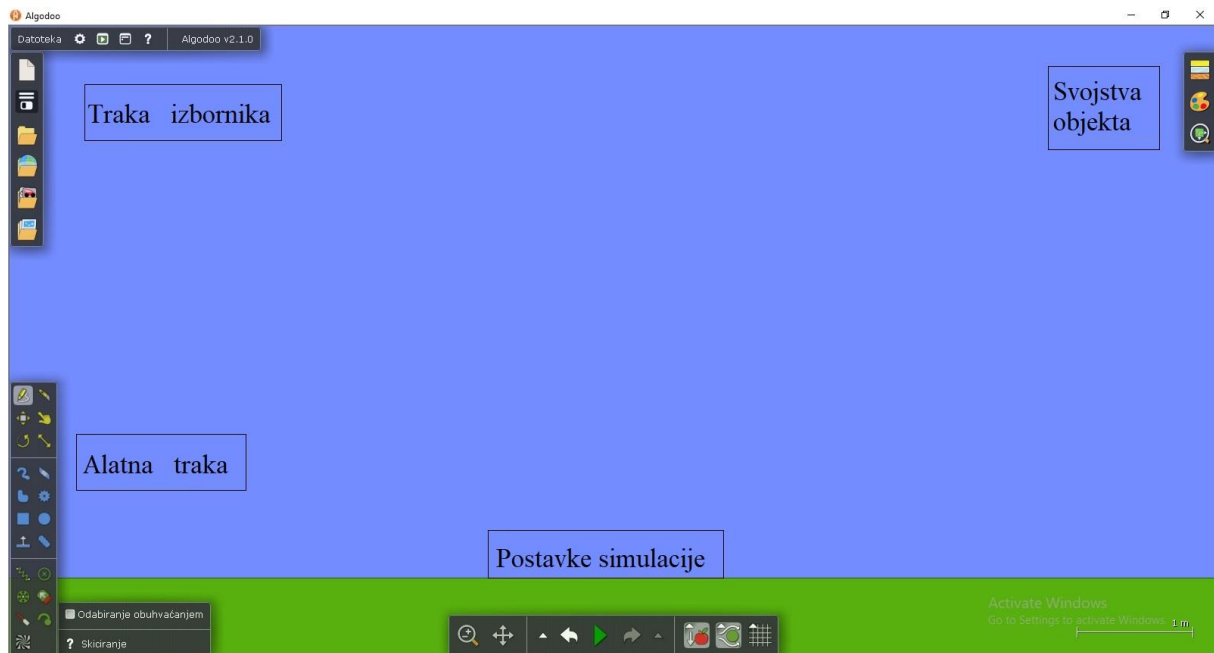 Algodoo
Datoteka ? Algodoo v2.1.0
Traka izbornika
Svojstva
objekta
Alatna traka
Postavke simulacije
Odabiranje obuhvaćanjem
? Skiciranje
Activate Windows
Go to Settings to activate Windows.
1 m